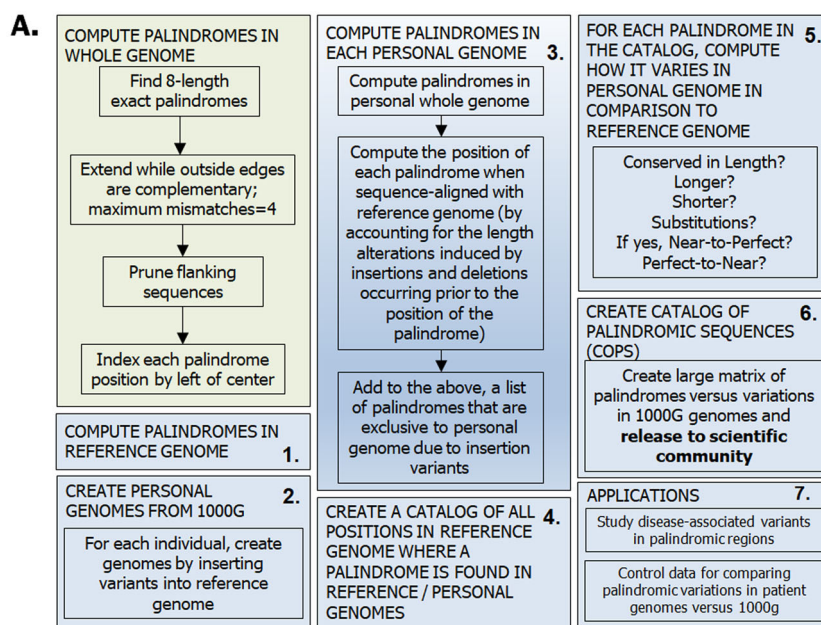 A.
COMPUTE PALINDROMES IN
WHOLE GENOME
Find 8-length
exact palindromes
Extend while outside edges
are complementary;
maximum mismatches=4
Prune flanking
sequences
Index each palindrome
position by left of center
COMPUTE PALINDROMES IN
REFERENCE GENOME
1.
CREATE PERSONAL
GENOMES FROM 1000G
2.
For each individual, create
genomes by inserting
variants into reference
genome
COMPUTE PALINDROMES IN
EACH PERSONAL GENOME
3.
Compute palindromes in
personal whole genome
Compute the position of
each palindrome when
sequence-aligned with
reference genome (by
accounting for the length
alterations induced by
insertions and deletions
occurring prior to the
position of the
palindrome)
Add to the above, a list
of palindromes that are
exclusive to personal
genome due to insertion
variants
CREATE A CATALOG OF ALL
POSITIONS IN REFERENCE
GENOME WHERE A
PALINDROME IS FOUND IN
REFERENCE / PERSONAL
GENOMES
4.
FOR EACH PALINDROME IN
THE CATALOG, COMPUTE
HOW IT VARIES IN
PERSONAL GENOME IN
COMPARISON TO
REFERENCE GENOME
5.
Conserved in Length?
Longer?
Shorter?
Substitutions?
If yes, Near-to-Perfect?
Perfect-to-Near?
CREATE CATALOG OF
PALINDROMIC SEQUENCES
(COPS)
6.
Create large matrix of
palindromes versus variations
in 1000G genomes and
release to scientific
community
APPLICATIONS
7.
Study disease-associated variants
in palindromic regions
Control data for comparing
palindromic variations in patient
genomes versus 1000g